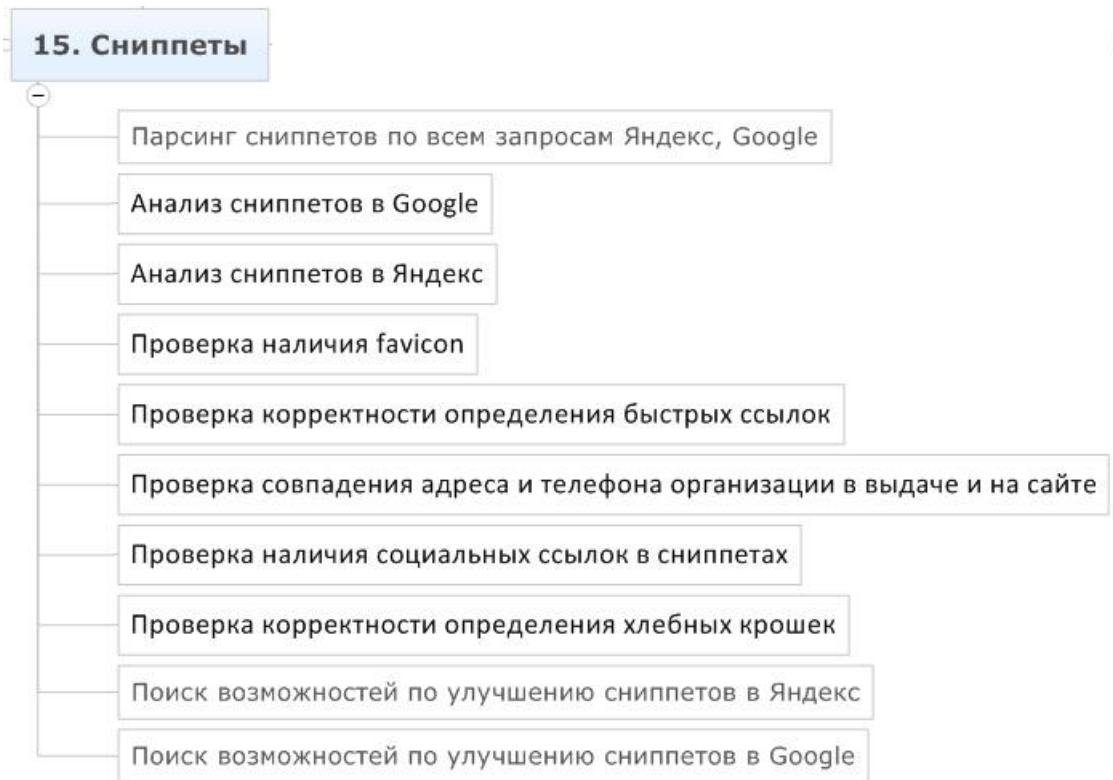 15. Сниппеты
Парсинг сниппетов по всем запросам Яндекс, Google
Анализ сниппетов в Google
Анализ сниппетов в Яндекс
Проверка наличия favicon
Проверка корректности определения быстрых ссылок
Проверка совпадения адреса и телефона организации в выдаче и на сайте
Проверка наличия социальных ссылок в сниппетах
Проверка корректности определения хлебных крошек
Поиск возможностей по улучшению сниппетов в Яндекс
Поиск возможностей по улучшению сниппетов в Google